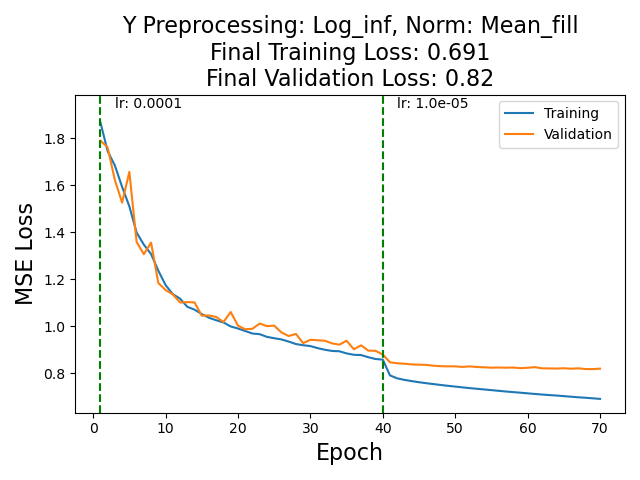 Y Preprocessing: Log_inf, Norm: Mean_fill
Final Training Loss: 0.691
Final Validation Loss: 0.82
lr: 0.0001
lr: 1.0e-05
Training
Validation
1.8
1.6
1.4
1.2
1.0
0.8
MSE Loss
0 10 20 30 40 50 60 70
Epoch